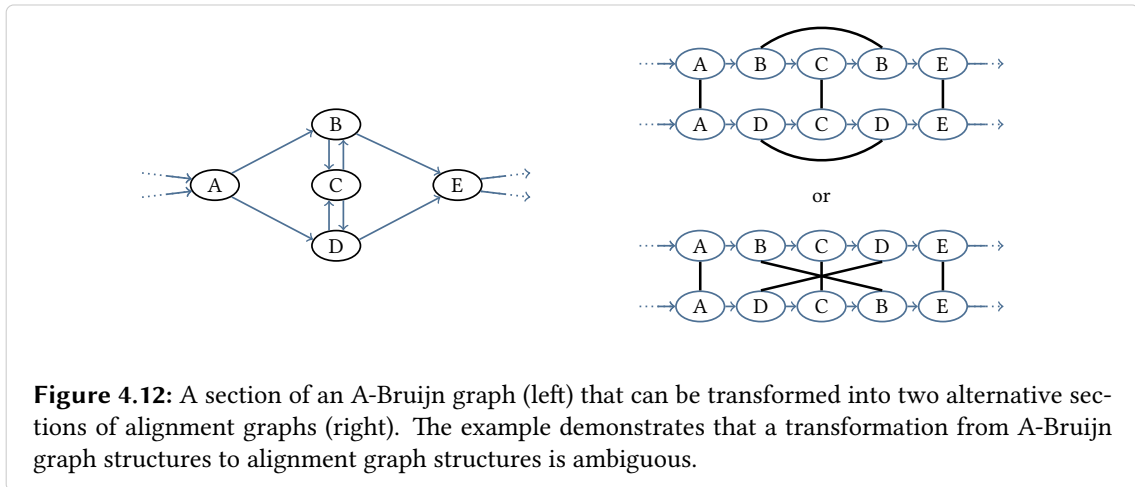 B
A
C
E
D
A B C B E
A D C D E
or
A B C D E
A D C B E
Figure 4.12: A section of an A-Bruijn graph (left) that can be transformed into two alternative sec-
tions of alignment graphs (right). The example demonstrates that a transformation from A-Bruijn
graph structures to alignment graph structures is ambiguous.